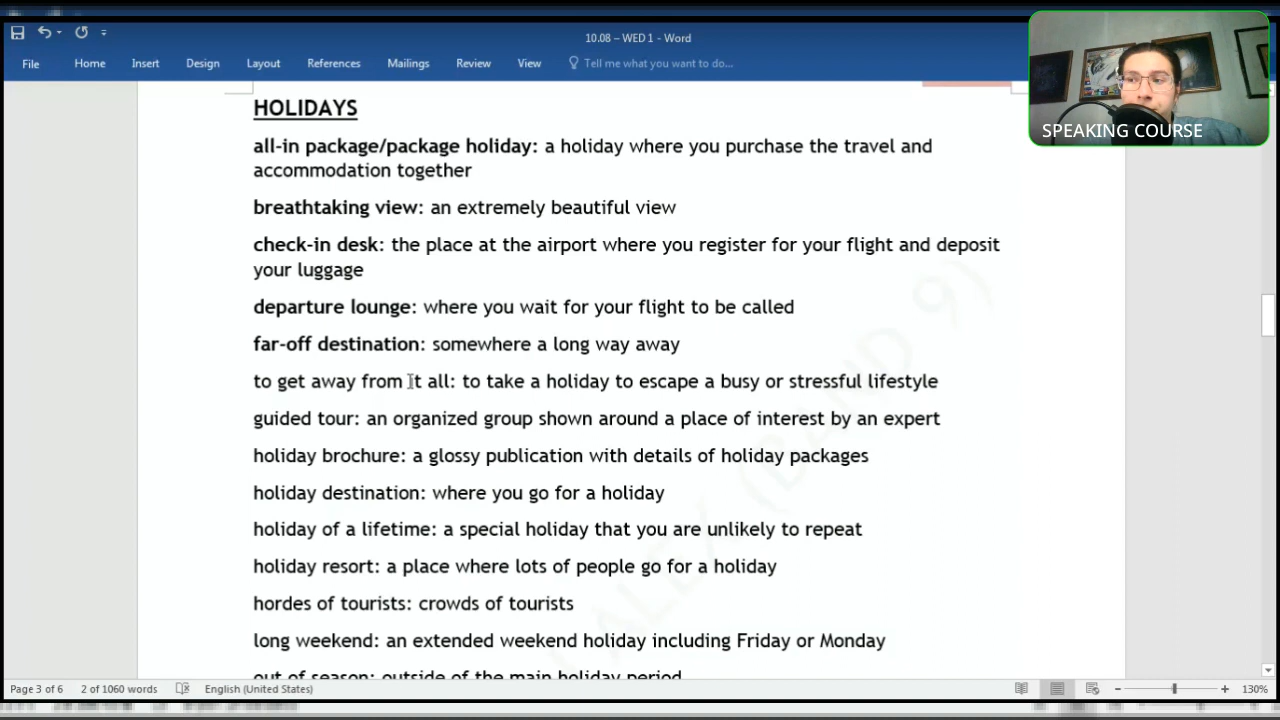 10.08 – WED 1 - Word
File Home Insert Design Layout References Mailings Review View Tell me what you want to do...
SPEAKING COURSE
HOLIDAYS
all-in package/package holiday: a holiday where you purchase the travel and
accommodation together
breathtaking view: an extremely beautiful view
check-in desk: the place at the airport where you register for your flight and deposit
your luggage
departure lounge: where you wait for your flight to be called
far-off destination: somewhere a long way away
to get away from it all: to take a holiday to escape a busy or stressful lifestyle
guided tour: an organized group shown around a place of interest by an expert
holiday brochure: a glossy publication with details of holiday packages
holiday destination: where you go for a holiday
holiday of a lifetime: a special holiday that you are unlikely to repeat
holiday resort: a place where lots of people go for a holiday
hordes of tourists: crowds of tourists
long weekend: an extended weekend holiday including Friday or Monday
out of season: outside of the main holiday period
ALEX (BAND 9)
Page 3 of 6 2 of 1060 words English (United States) 130%